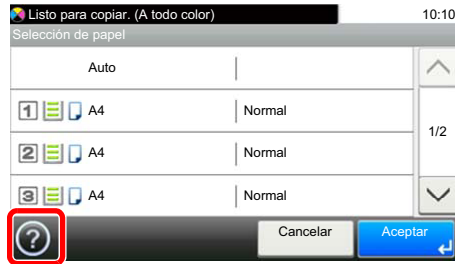 Listo para copiar. (A todo color) 10:10
Selección de papel
Auto
1 A4 Normal
1/2
2 A4 Normal
3 A4 Normal
? Cancelar Aceptar